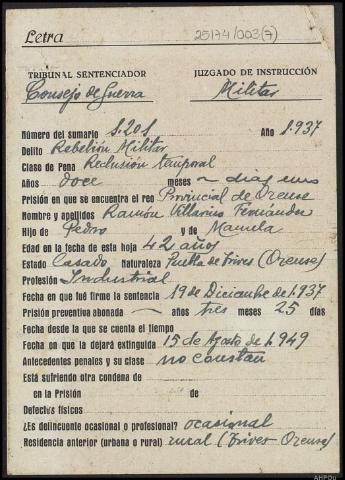 Letra
25174/003(7)
TRIBUNAL SENTENCIADOR JUZGADO DE INSTRUCCIÓN
Consejo de Guerra Militar
Número del sumario 1.201 Año 1.937
Delito Rebelión Militar
Clase de Pena Reclusión temporal
Años doce meses ~ días uno
Prisión en que se encuentra el reo Provincial de Orense
Nombre y apellidos Ramón Villarino Fernández
Hijo de Pedro y de Manuela
Edad en la fecha de esta hoja 42 años
Estado Casado Naturaleza Puebla de Trives (Orense)
Profesión Industrial
Fecha en que fué firme la sentencia 19 de Diciembre de 1.937
Prisión preventiva abonada ~ años tres meses 25 días
Fecha desde la que se cuenta el tiempo
Fecha en que la dejará extinguida 15 de Agosto de 1.949
Antecedentes penales y su clase no constan
Está sufriendo otra condena de
en la Prisión de
Defectos físicos
¿Es delincuente ocasional o profesional? ocasional
Residencia anterior (urbana o rural) rural (Trives-Orense)
AHPOu